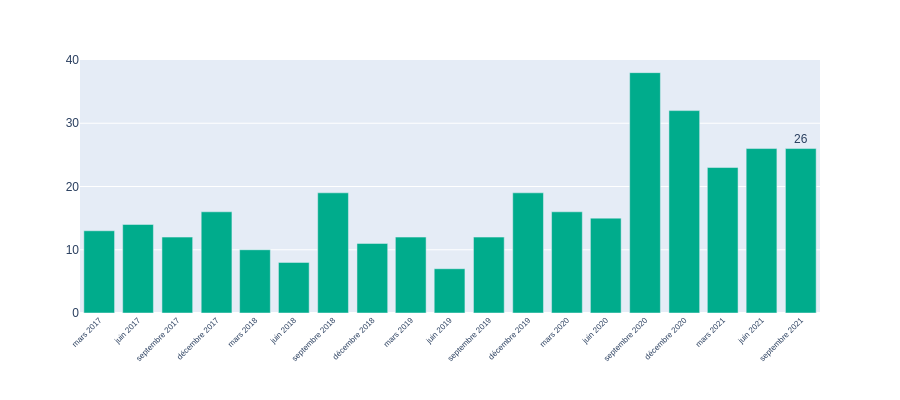 40
30
20
10
0
26
mars 2017
juin 2017
septembre 2017
décembre 2017
mars 2018
juin 2018
septembre 2018
décembre 2018
mars 2019
juin 2019
septembre 2019
décembre 2019
mars 2020
juin 2020
septembre 2020
décembre 2020
mars 2021
juin 2021
septembre 2021